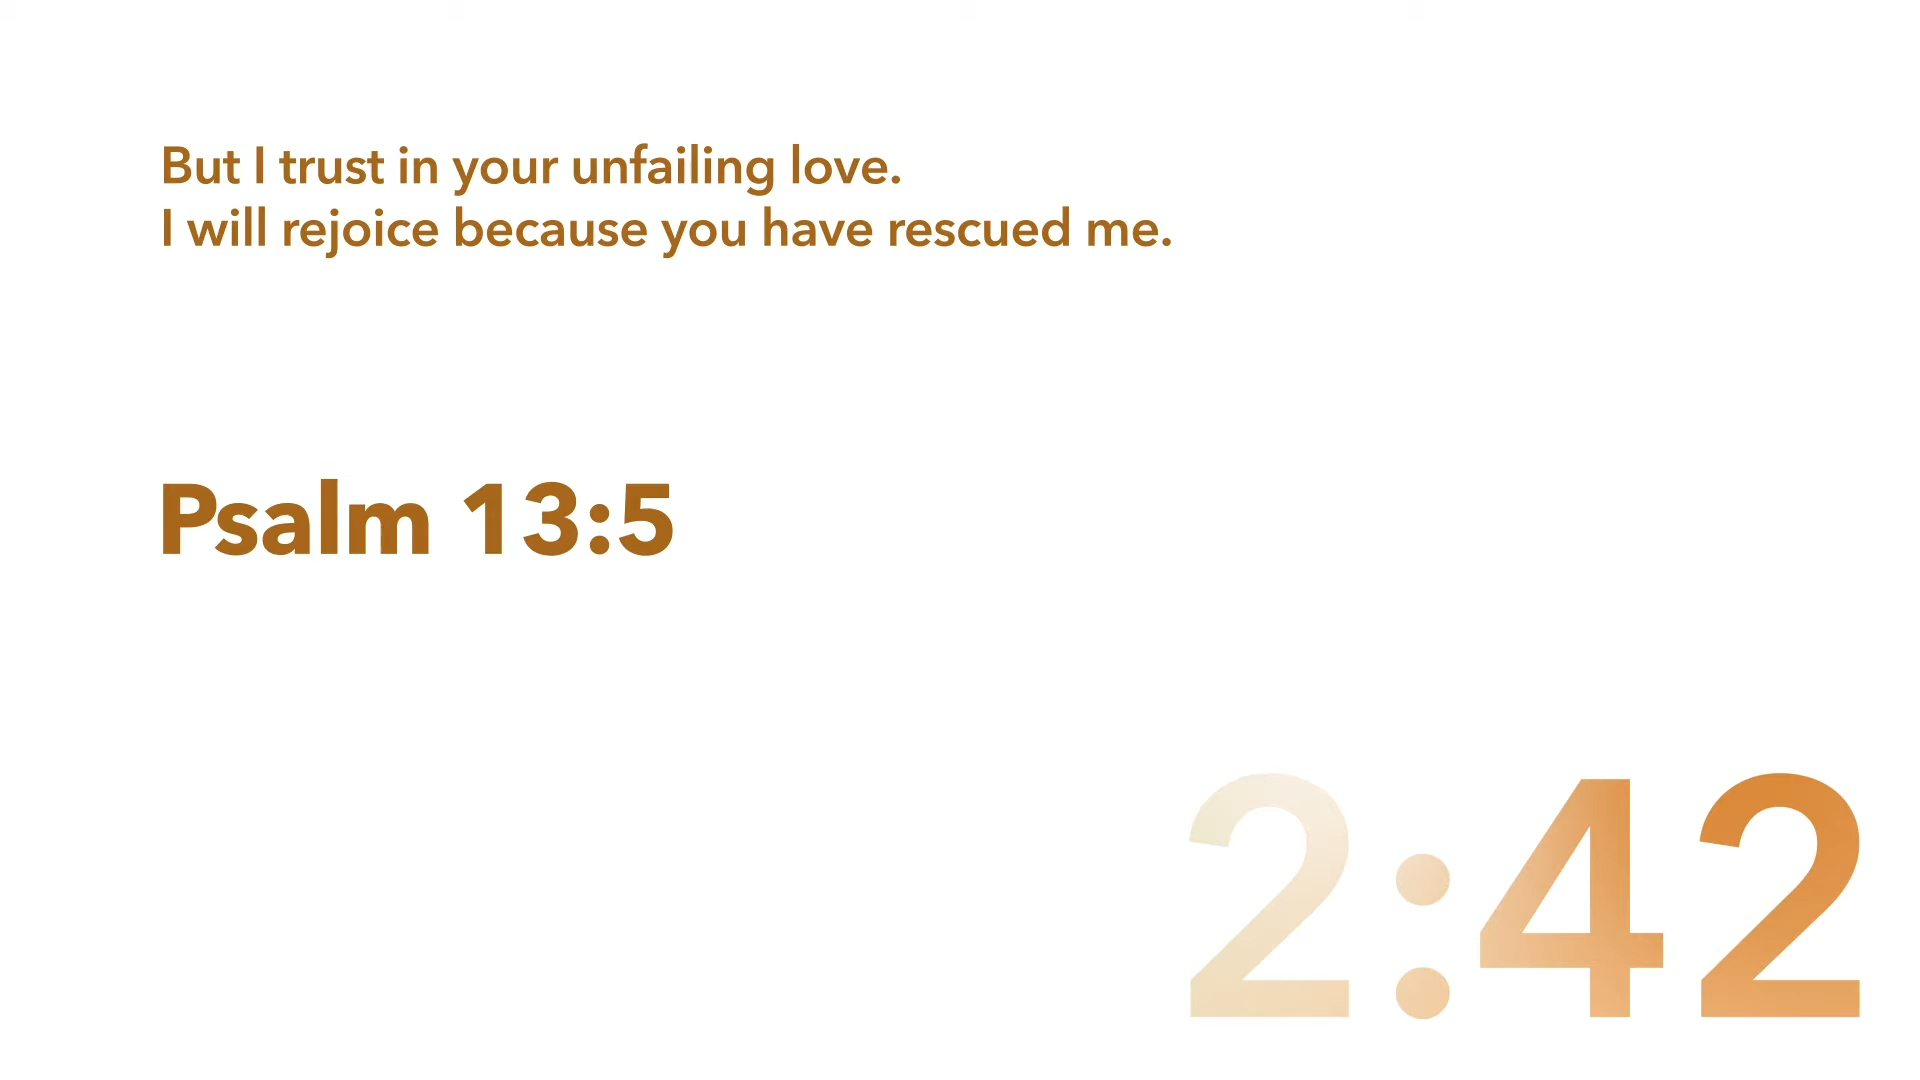 But I trust in your unfailing love.
I will rejoice because you have rescued me.
Psalm 13:5
2:42